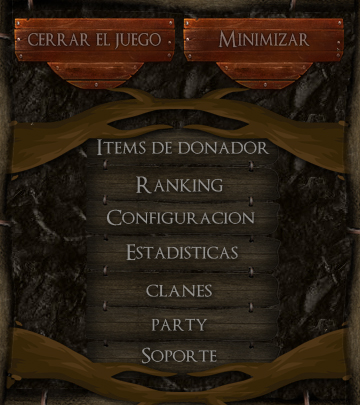 CERRAR EL JUEGO
MINIMIZAR
ITEMS DE DONADOR
RANKING
CONFIGURACION
ESTADISTICAS
CLANES
PARTY
SOPORTE